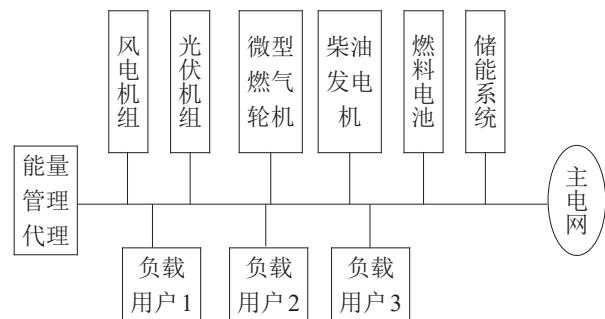 风电机组
光伏机组
微型
燃气
轮机
柴油
发电
机
燃料电池
储能系统
能量
管理
代理
主电网
负载
用户1
负载
用户2
负载
用户3